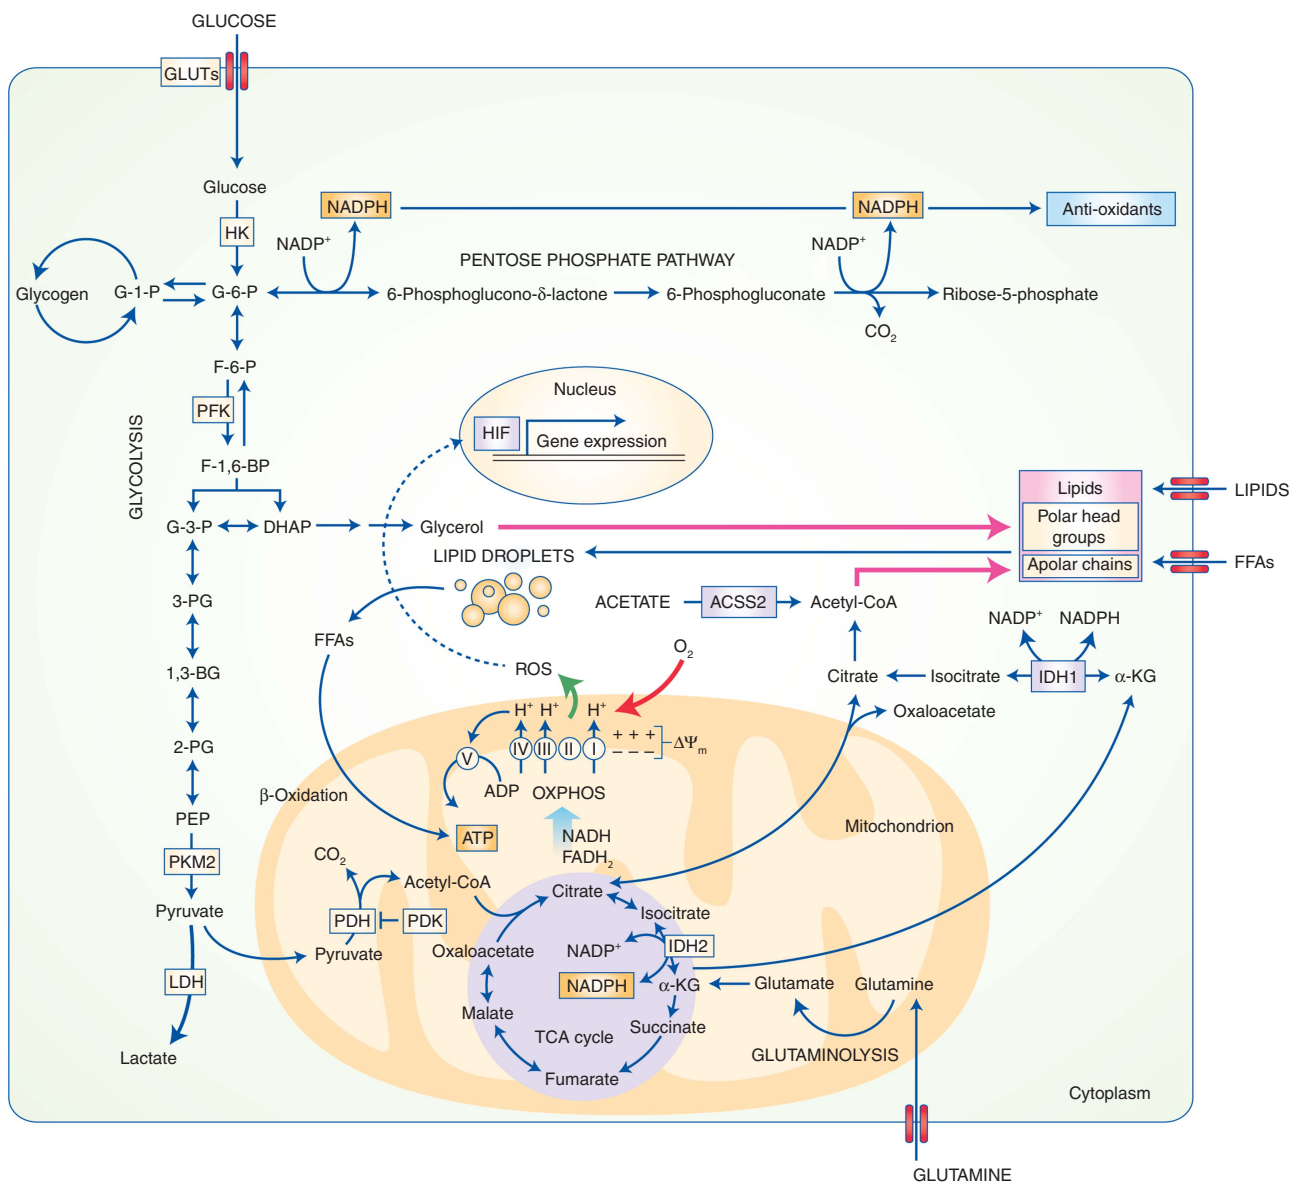 GLUCOSE
GLUTs
Glucose
HK
NADPH
NADPH
Anti-oxidants
NADP⁺
NADP⁺
PENTOSE PHOSPHATE PATHWAY
Glycogen
G-1-P
G-6-P
6-Phosphoglucono-δ-lactone
6-Phosphogluconate
Ribose-5-phosphate
CO₂
F-6-P
PFK
Nucleus
HIF
Gene expression
GLYCOLYSIS
F-1,6-BP
Lipids
LIPIDS
Polar head
groups
G-3-P
DHAP
Glycerol
LIPID DROPLETS
Apolar chains
FFAs
3-PG
ACETATE
ACSS2
Acetyl-CoA
NADP⁺
NADPH
FFAs
O₂
ROS
1,3-BG
Citrate
Isocitrate
IDH1
α-KG
Oxaloacetate
H⁺
H⁺
H⁺
+ + +
– – –
ΔΨₘ
IV
III
II
I
V
2-PG
ADP
OXPHOS
β-Oxidation
PEP
ATP
NADH
FADH₂
Mitochondrion
PKM2
CO₂
Acetyl-CoA
Citrate
Pyruvate
PDH
PDK
Isocitrate
Pyruvate
Oxaloacetate
NADP⁺
IDH2
LDH
NADPH
α-KG
Glutamate
Glutamine
Malate
Succinate
TCA cycle
GLUTAMINOLYSIS
Lactate
Fumarate
Cytoplasm
GLUTAMINE